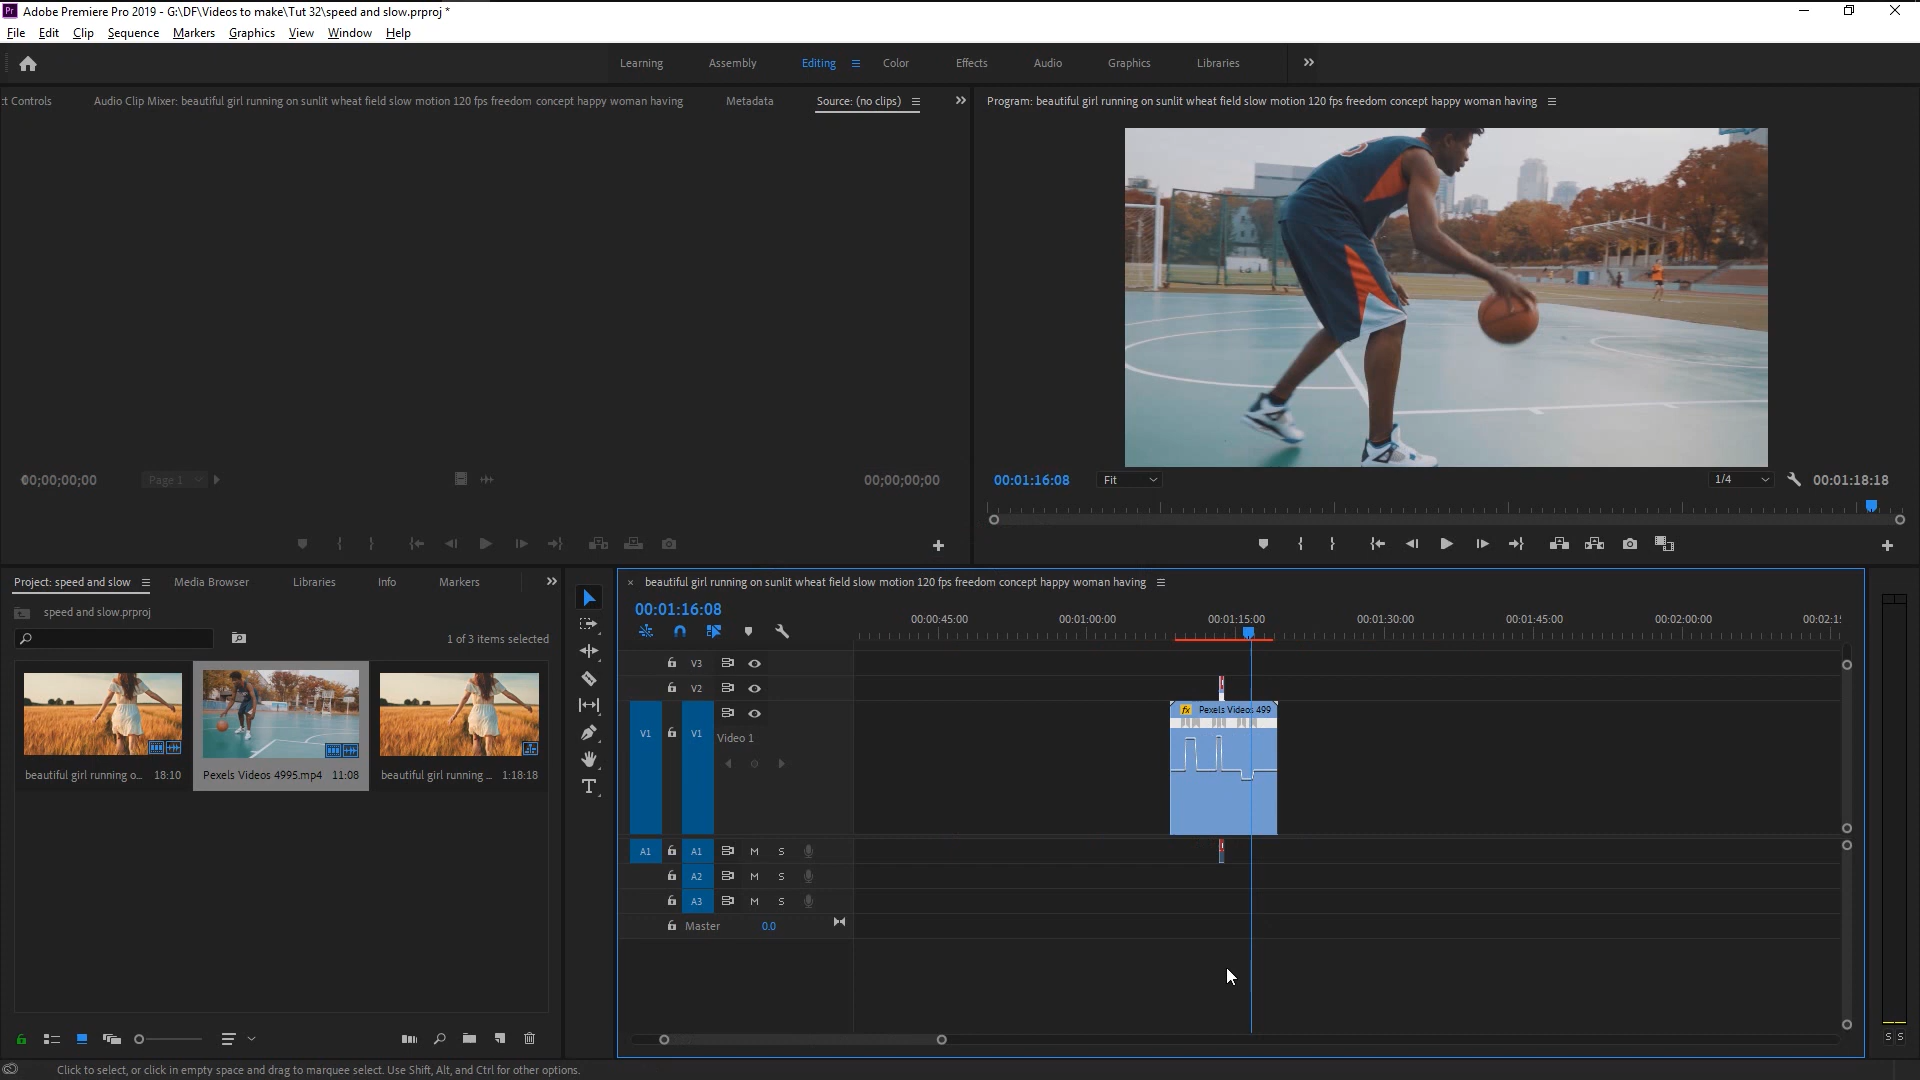 Adobe Premiere Pro 2019 - G:\DF\Videos to make\Tut 32\speed and slow.prproj *
File Edit Clip Sequence Markers Graphics View Window Help
Learning Assembly Editing Color Effects Audio Graphics Libraries
ct Controls Audio Clip Mixer: beautiful girl running on sunlit wheat field slow motion 120 fps freedom concept happy woman having Metadata Source: (no clips)
Program: beautiful girl running on sunlit wheat field slow motion 120 fps freedom concept happy woman having
00;00;00;00 Page 1 00;00;00;00
00:01:16:08 Fit 1/4 00:01:18:18
Project: speed and slow Media Browser Libraries Info Markers
speed and slow.prproj
1 of 3 items selected
beautiful girl running o... 18:10
Pexels Videos 4995.mp4 11:08
beautiful girl running ... 1:18:18
beautiful girl running on sunlit wheat field slow motion 120 fps freedom concept happy woman having
00:01:16:08
00:00:45:00 00:01:00:00 00:01:15:00 00:01:30:00 00:01:45:00 00:02:00:00 00:02:15
V3
V2
V1 V1 Video 1
fx Pexels Videos 499
A1 A1 M S
A2 M S
A3 M S
Master 0.0
S S
Click to select, or click in empty space and drag to marquee select. Use Shift, Alt, and Ctrl for other options.